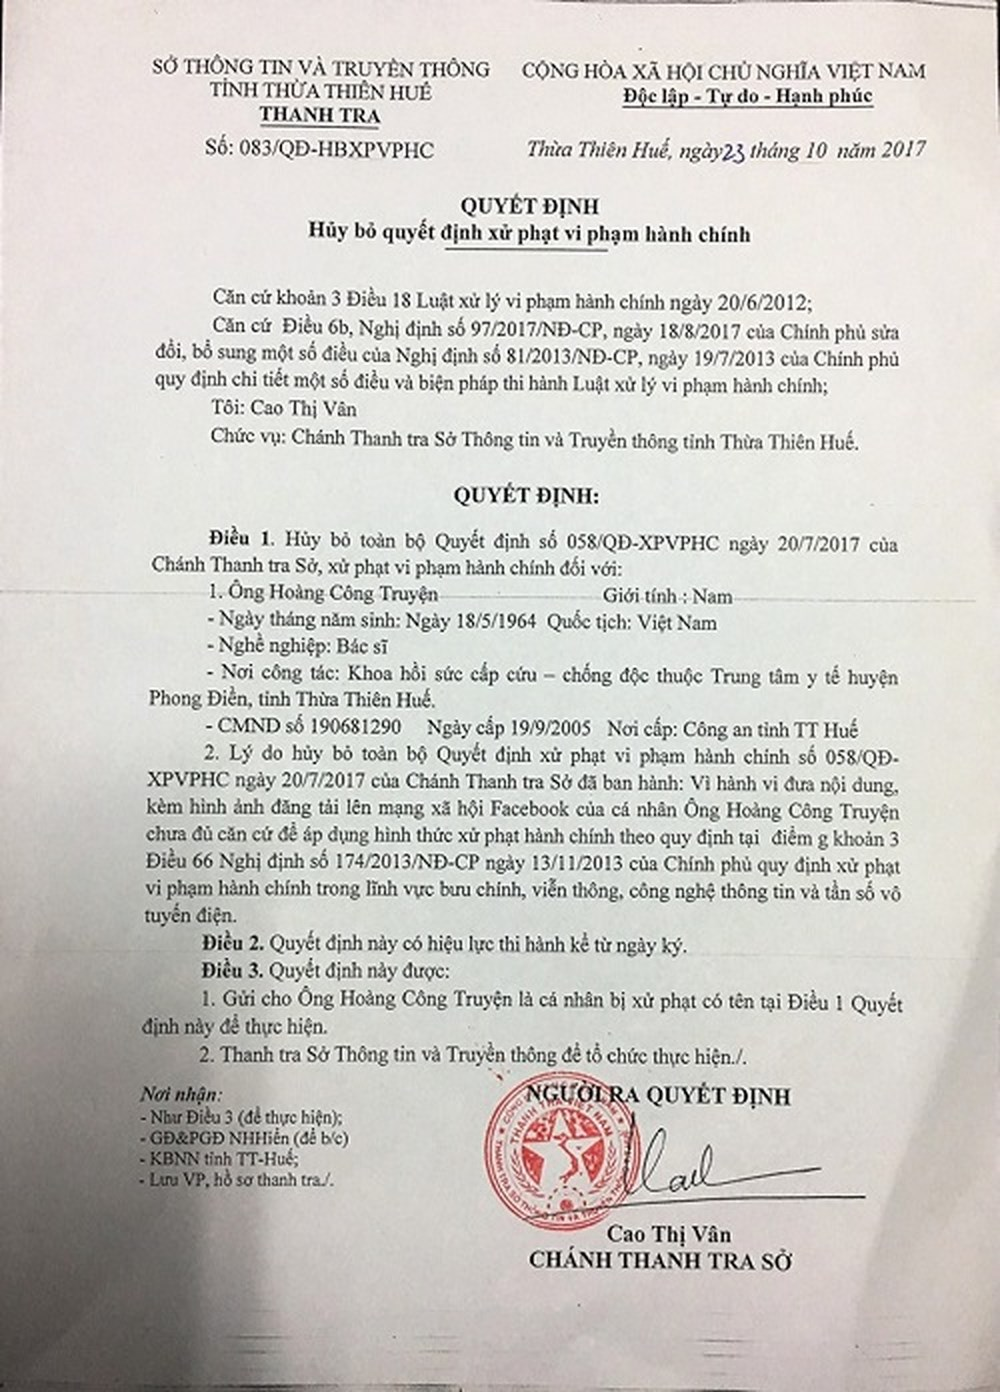 SỞ THÔNG TIN VÀ TRUYỀN THÔNG
TỈNH THỪA THIÊN HUẾ
THANH TRA
Số: 083/QĐ-HBXPVPHC
CỘNG HÒA XÃ HỘI CHỦ NGHĨA VIỆT NAM
Độc lập - Tự do - Hạnh phúc
Thừa Thiên Huế, ngày 23 tháng 10 năm 2017
QUYẾT ĐỊNH
Hủy bỏ quyết định xử phạt vi phạm hành chính
Căn cứ khoản 3 Điều 18 Luật xử lý vi phạm hành chính ngày 20/6/2012;
Căn cứ Điều 6b, Nghị định số 97/2017/NĐ-CP, ngày 18/8/2017 của Chính phủ sửa
đổi, bổ sung một số điều của Nghị định số 81/2013/NĐ-CP, ngày 19/7/2013 của Chính phủ
quy định chi tiết một số điều và biện pháp thi hành Luật xử lý vi phạm hành chính;
Tôi: Cao Thị Vân
Chức vụ: Chánh Thanh tra Sở Thông tin và Truyền thông tỉnh Thừa Thiên Huế.
QUYẾT ĐỊNH:
Điều 1. Hủy bỏ toàn bộ Quyết định số 058/QĐ-XPVPHC ngày 20/7/2017 của
Chánh Thanh tra Sở, xử phạt vi phạm hành chính đối với:
1. Ông Hoàng Công Truyện Giới tính : Nam
- Ngày tháng năm sinh: Ngày 18/5/1964 Quốc tịch: Việt Nam
- Nghề nghiệp: Bác sĩ
- Nơi công tác: Khoa hồi sức cấp cứu – chống độc thuộc Trung tâm y tế huyện
Phong Điền, tỉnh Thừa Thiên Huế.
- CMND số 190681290 Ngày cấp 19/9/2005 Nơi cấp: Công an tỉnh TT Huế
2. Lý do hủy bỏ toàn bộ Quyết định xử phạt vi phạm hành chính số 058/QĐ-
XPVPHC ngày 20/7/2017 của Chánh Thanh tra Sở đã ban hành: Vì hành vi đưa nội dung,
kèm hình ảnh đăng tải lên mạng xã hội Facebook của cá nhân Ông Hoàng Công Truyện
chưa đủ căn cứ để áp dụng hình thức xử phạt hành chính theo quy định tại điểm g khoản 3
Điều 66 Nghị định số 174/2013/NĐ-CP ngày 13/11/2013 của Chính phủ quy định xử phạt
vi phạm hành chính trong lĩnh vực bưu chính, viễn thông, công nghệ thông tin và tần số vô
tuyến điện.
Điều 2. Quyết định này có hiệu lực thi hành kể từ ngày ký.
Điều 3. Quyết định này được:
1. Gửi cho Ông Hoàng Công Truyện là cá nhân bị xử phạt có tên tại Điều 1 Quyết
định này để thực hiện.
2. Thanh tra Sở Thông tin và Truyền thông để tổ chức thực hiện./.
Nơi nhận:
- Như Điều 3 (để thực hiện);
- GĐ&PGĐ NHHiển (để b/c)
- KBNN tỉnh TT-Huế;
- Lưu VP, hồ sơ thanh tra./.
NGƯỜI RA QUYẾT ĐỊNH
THANH TRA VIỆT NAM
Cao Thị Vân
CHÁNH THANH TRA SỞ